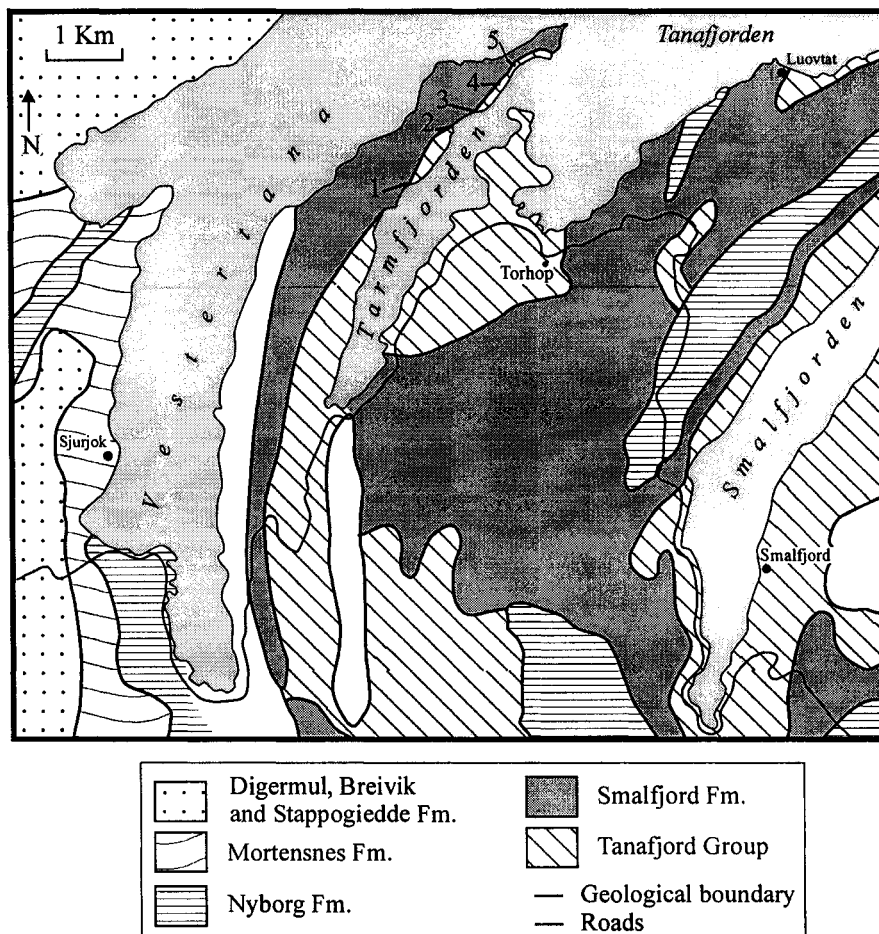 1 Km
Tanafjorden
5
Luovtat
4
3
N
2
1
Vestertana
Tarmfjorden
Torhop
Smalfjorden
Sjurjok
Smalfjord
Digermul, Breivik
and Stappogiedde Fm.
Mortensnes Fm.
Nyborg Fm.
Smalfjord Fm.
Tanafjord Group
Geological boundary
Roads